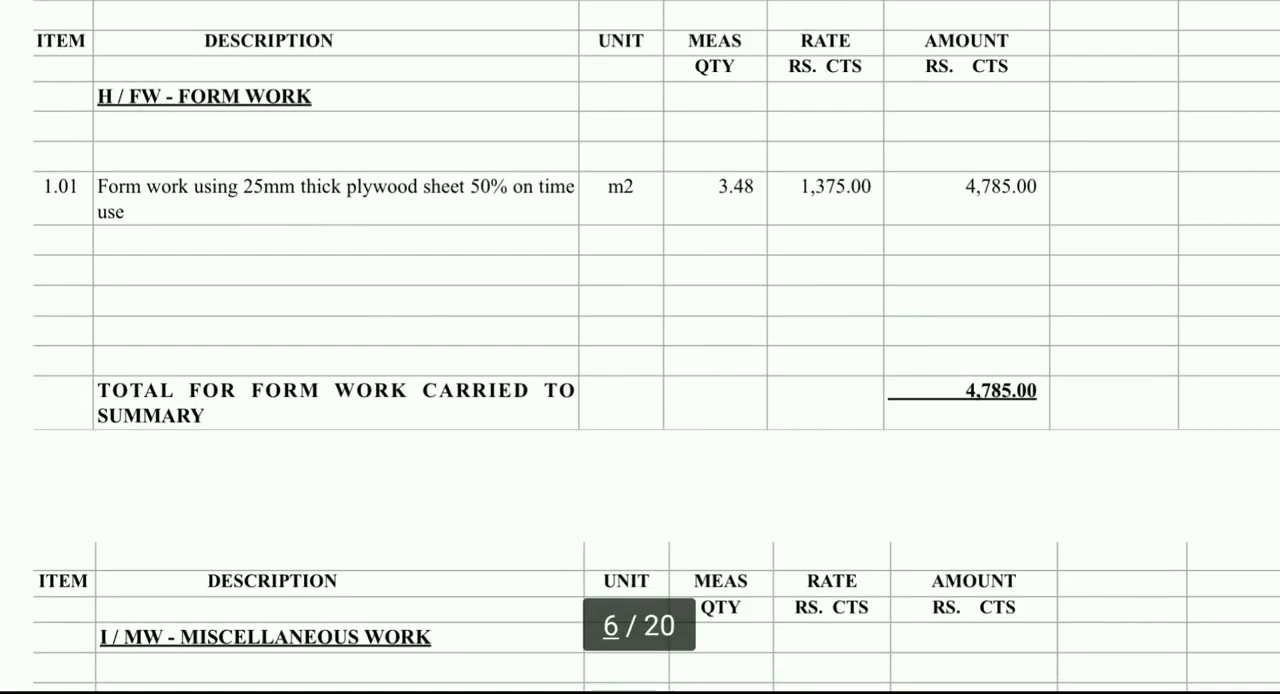 ITEM DESCRIPTION UNIT MEAS RATE AMOUNT
QTY RS. CTS RS. CTS
H / FW - FORM WORK
1.01 Form work using 25mm thick plywood sheet 50% on time m2 3.48 1,375.00 4,785.00
use
TOTAL FOR FORM WORK CARRIED TO 4,785.00
SUMMARY
ITEM DESCRIPTION UNIT MEAS RATE AMOUNT
QTY RS. CTS RS. CTS
6 / 20
I / MW - MISCELLANEOUS WORK